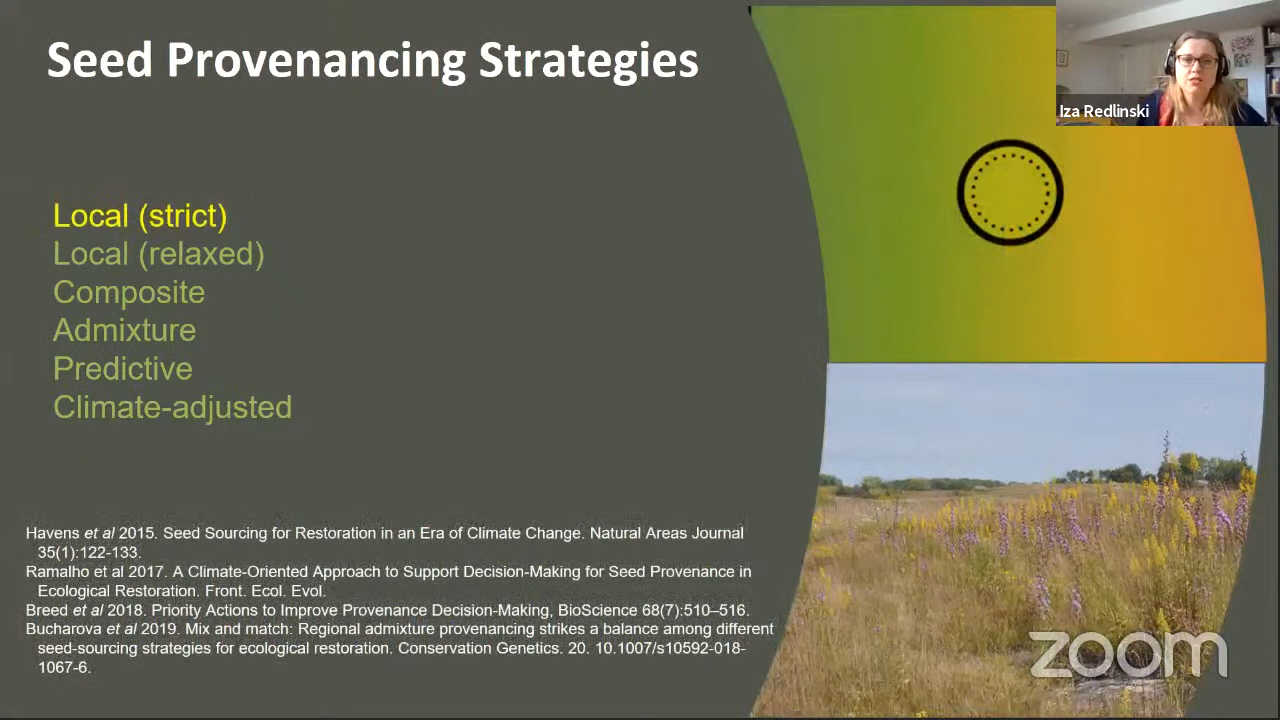 Seed Provenancing Strategies
Iza Redlinski
Local (strict)
Local (relaxed)
Composite
Admixture
Predictive
Climate-adjusted
Havens et al 2015. Seed Sourcing for Restoration in an Era of Climate Change. Natural Areas Journal
35(1):122-133.
Ramalho et al 2017. A Climate-Oriented Approach to Support Decision-Making for Seed Provenance in
Ecological Restoration. Front. Ecol. Evol.
Breed et al 2018. Priority Actions to Improve Provenance Decision-Making, BioScience 68(7):510–516.
Bucharova et al 2019. Mix and match: Regional admixture provenancing strikes a balance among different
seed-sourcing strategies for ecological restoration. Conservation Genetics. 20. 10.1007/s10592-018-
1067-6.
zoom